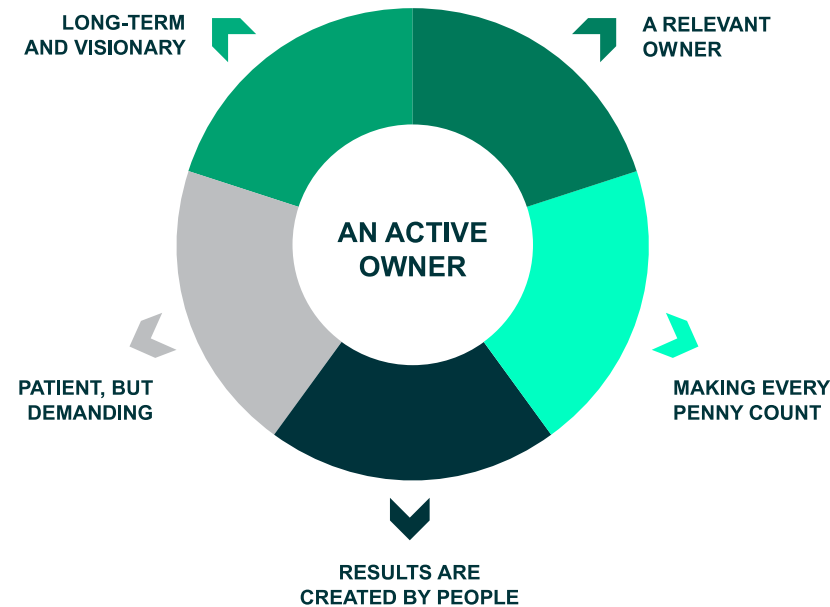 LONG-TERM
AND VISIONARY
A RELEVANT
OWNER
AN ACTIVE
OWNER
PATIENT, BUT
DEMANDING
MAKING EVERY
PENNY COUNT
RESULTS ARE
CREATED BY PEOPLE